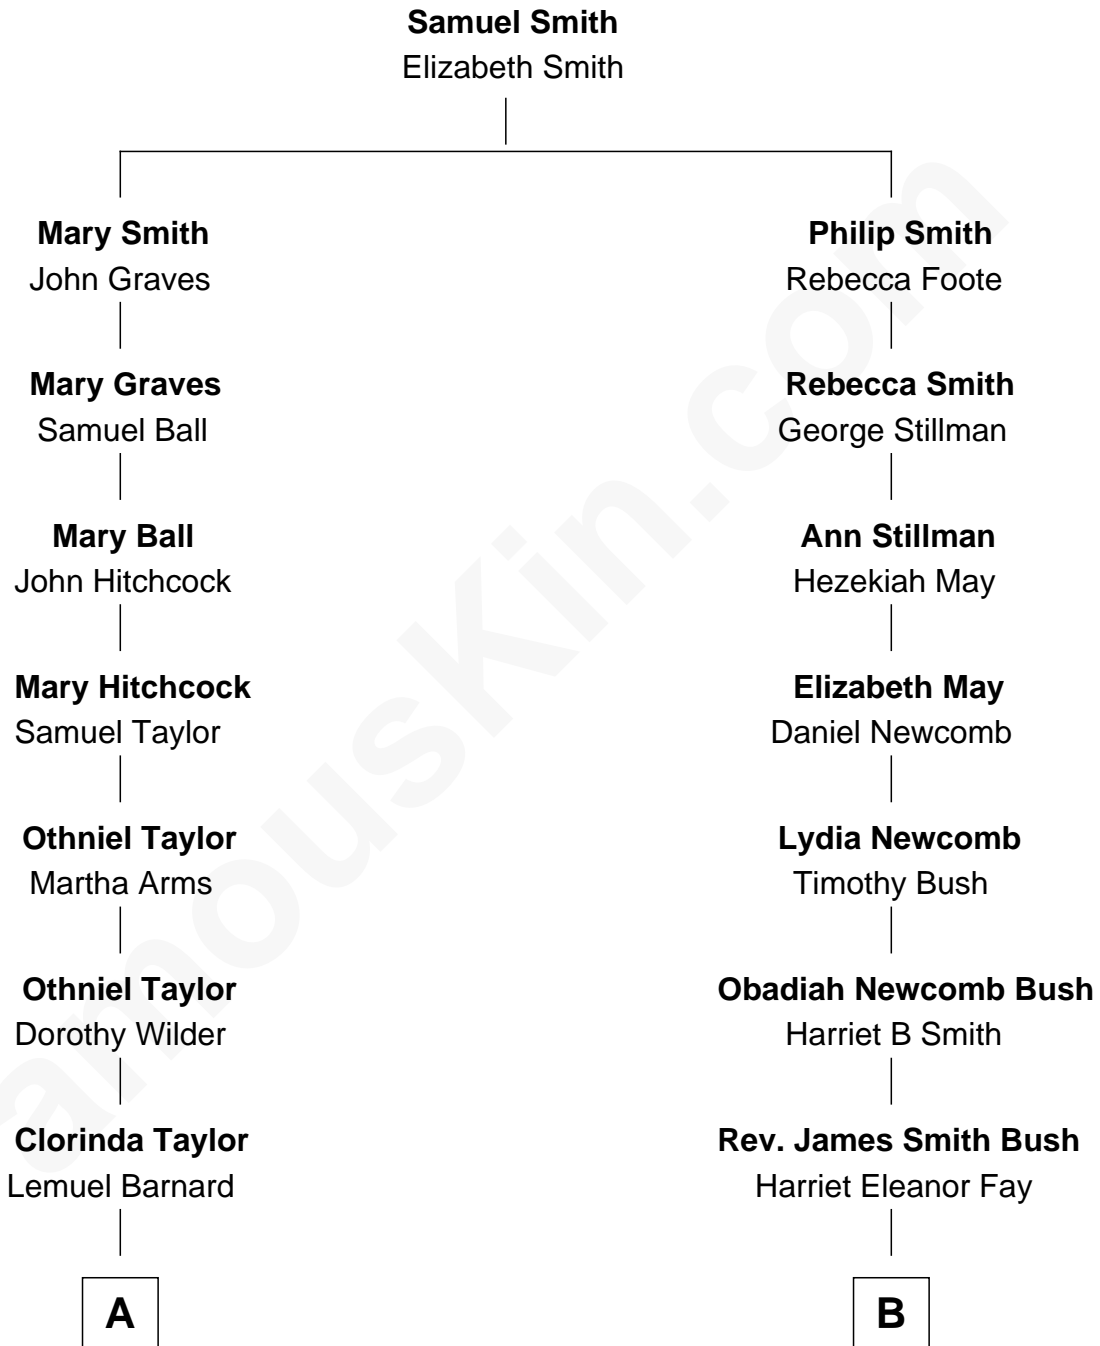 Samuel Smith
Elizabeth Smith
Mary Smith
John Graves
Philip Smith
Rebecca Foote
Mary Graves
Samuel Ball
Rebecca Smith
George Stillman
Mary Ball
John Hitchcock
Ann Stillman
Hezekiah May
Mary Hitchcock
Samuel Taylor
Elizabeth May
Daniel Newcomb
Othniel Taylor
Martha Arms
Lydia Newcomb
Timothy Bush
Othniel Taylor
Dorothy Wilder
Obadiah Newcomb Bush
Harriet B Smith
Clorinda Taylor
Lemuel Barnard
Rev. James Smith Bush
Harriet Eleanor Fay
A
B
amousKin.com